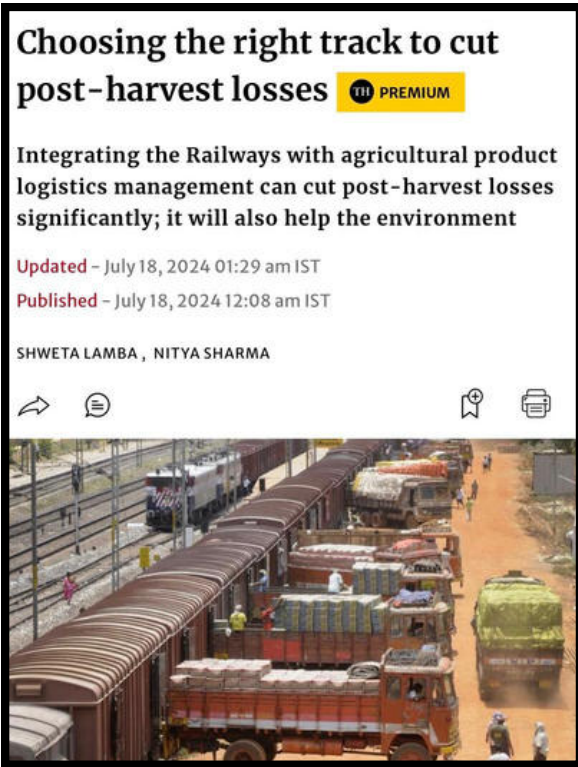 Choosing the right track to cut
post-harvest losses TH PREMIUM
Integrating the Railways with agricultural product
logistics management can cut post-harvest losses
significantly; it will also help the environment
Updated - July 18, 2024 01:29 am IST
Published - July 18, 2024 12:08 am IST
SHWETA LAMBA , NITYA SHARMA